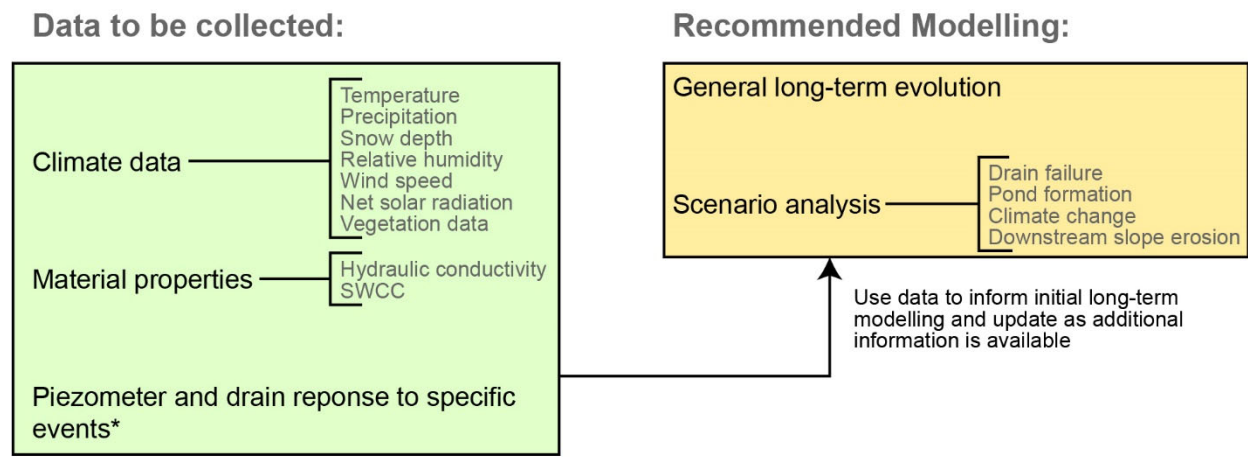 Data to be collected:
Climate data
Temperature
Precipitation
Snow depth
Relative humidity
Wind speed
Net solar radiation
Vegetation data
Material properties
Hydraulic conductivity
SWCC
Piezometer and drain reponse to specific
events*
Recommended Modelling:
General long-term evolution
Scenario analysis
Drain failure
Pond formation
Climate change
Downstream slope erosion
Use data to inform initial long-term
modelling and update as additional
information is available